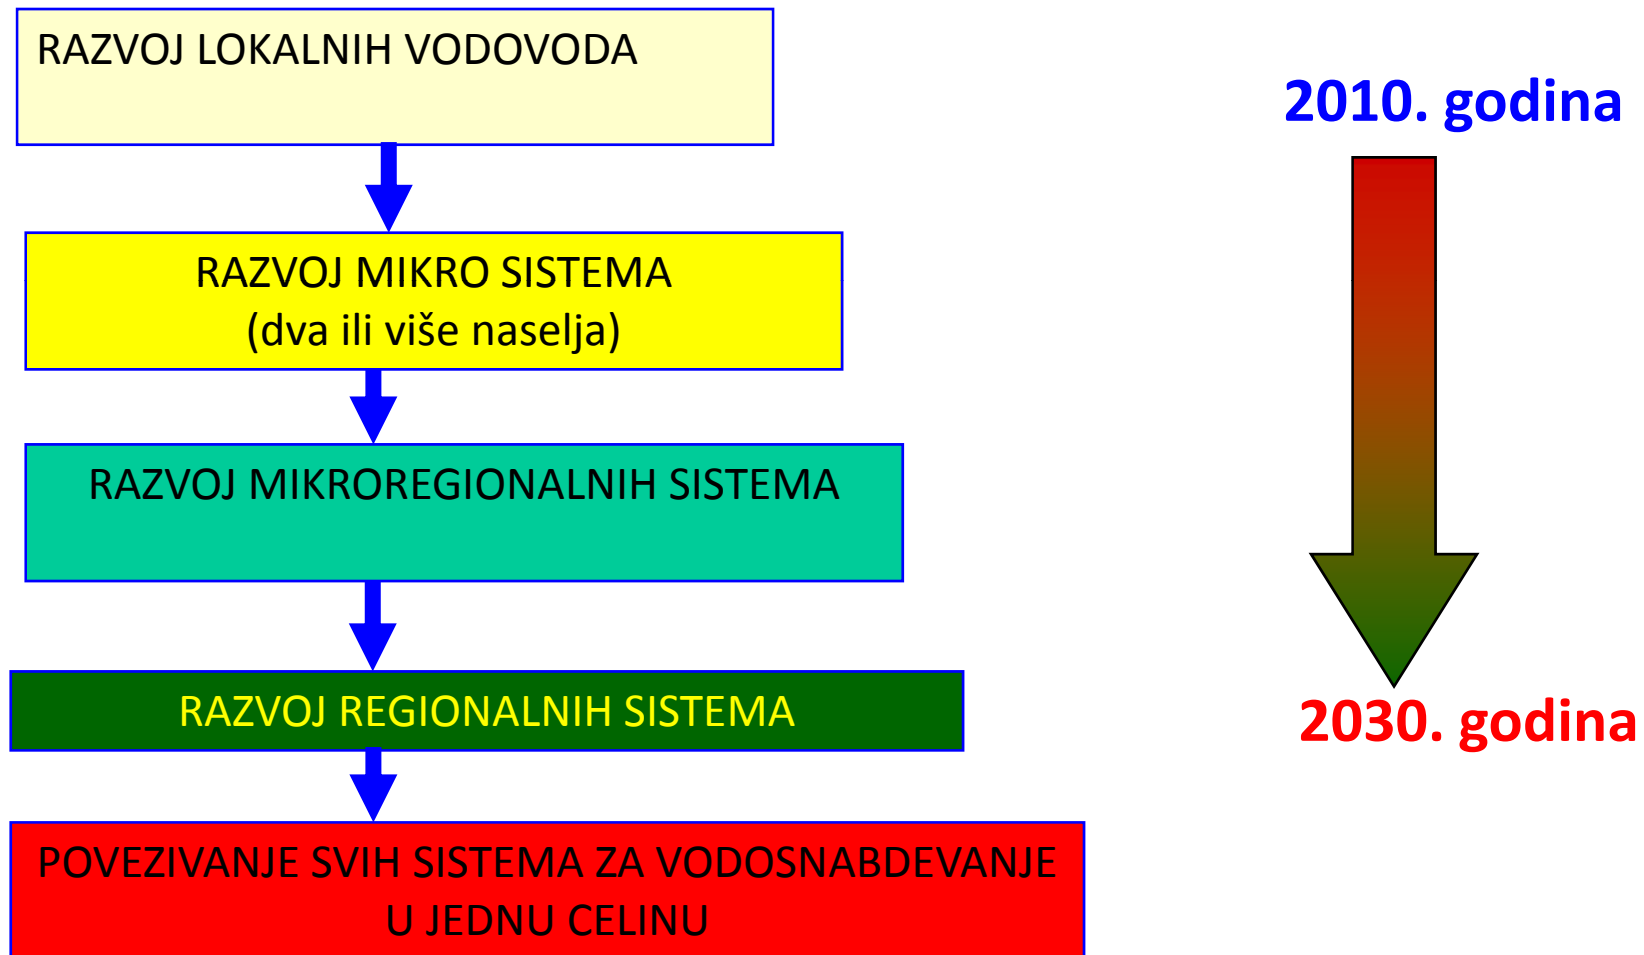 RAZVOJ LOKALNIH VODOVODA
2010. godina
RAZVOJ MIKRO SISTEMA
(dva ili više naselja)
RAZVOJ MIKROREGIONALNIH SISTEMA
RAZVOJ REGIONALNIH SISTEMA
2030. godina
POVEZIVANJE SVIH SISTEMA ZA VODOSNABDEVANJE
U JEDNU CELINU